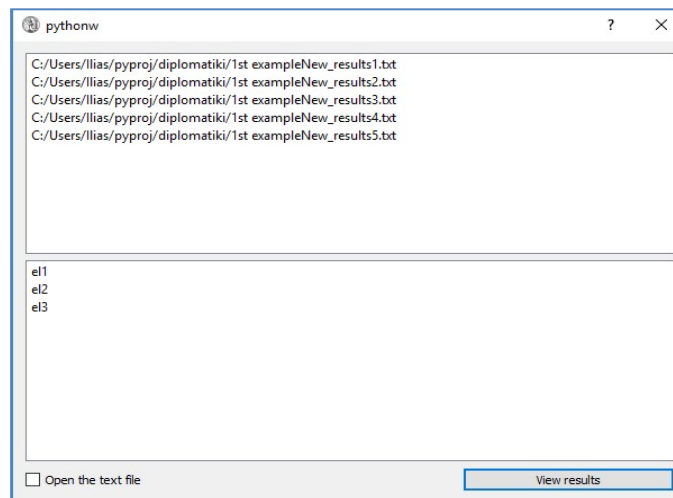 pythonw ?
C:/Users/Ilias/pyproj/diplomatiki/1st exampleNew_results1.txt
C:/Users/Ilias/pyproj/diplomatiki/1st exampleNew_results2.txt
C:/Users/Ilias/pyproj/diplomatiki/1st exampleNew_results3.txt
C:/Users/Ilias/pyproj/diplomatiki/1st exampleNew_results4.txt
C:/Users/Ilias/pyproj/diplomatiki/1st exampleNew_results5.txt
el1
el2
el3
Open the text file View results